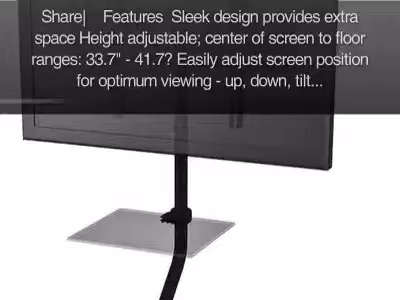 Share|    Features  Sleek design provides extra
space Height adjustable; center of screen to floor
ranges: 33.7" - 41.7? Easily adjust screen position
for optimum viewing - up, down, tilt...